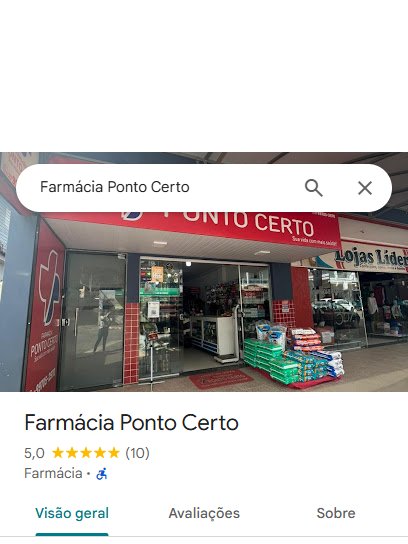 Farmácia Ponto Certo
PONTO CERTO
Sua vida com mais saúde!
Lojas Líder
PONTO CERTO
Farmácia Ponto Certo
5,0 (10)
Farmácia ·
Visão geral Avaliações Sobre